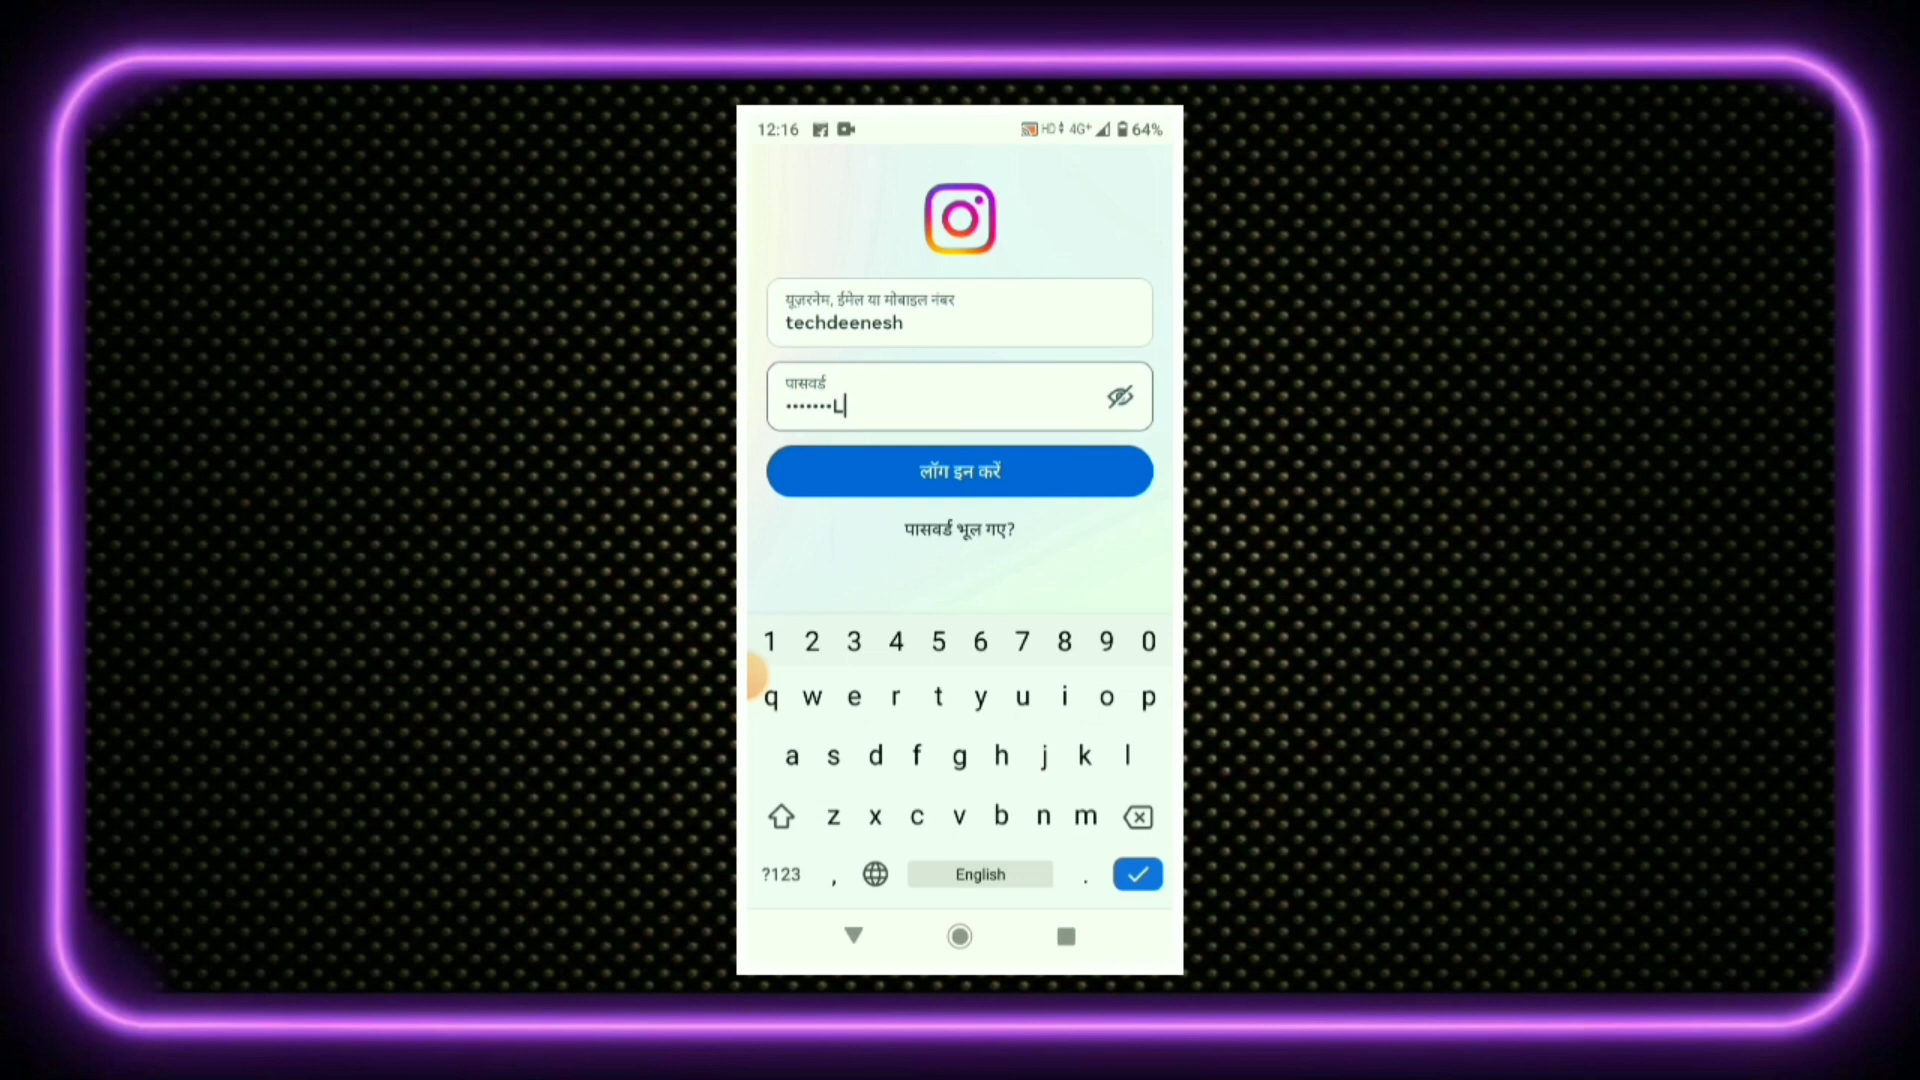 12:16 HD 4G+ 64%
यूज़रनेम, ईमेल या मोबाइल नंबर
techdeenesh
पासवर्ड
•••••••L
लॉग इन करें
पासवर्ड भूल गए?
1 2 3 4 5 6 7 8 9 0
q w e r t y u i o p
a s d f g h j k l
z x c v b n m
?123 , English .